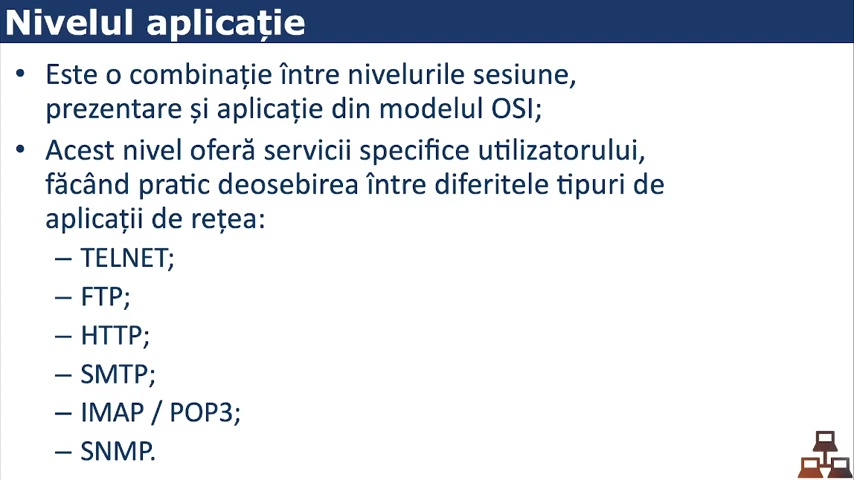 Nivelul aplicație
• Este o combinație între nivelurile sesiune,
prezentare și aplicație din modelul OSI;
• Acest nivel oferă servicii specifice utilizatorului,
făcând pratic deosebirea între diferitele tipuri de
aplicații de rețea:
– TELNET;
– FTP;
– HTTP;
– SMTP;
– IMAP / POP3;
– SNMP.